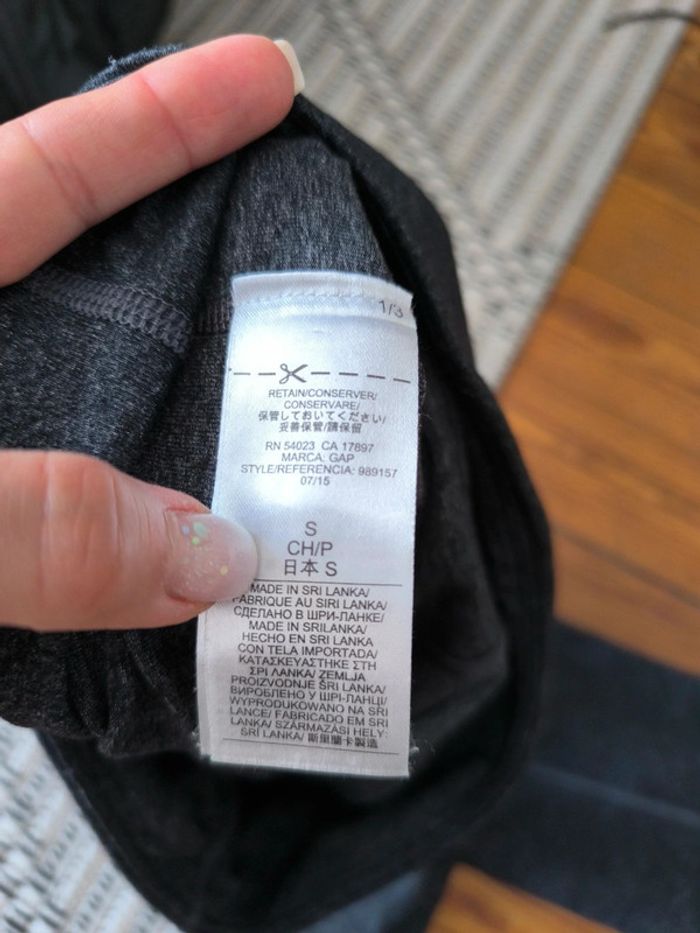 1/3
RETAIN/CONSERVER/
CONSERVARE/
保管しておいてください/
妥善保管/請保留
RN 54023 CA 17897
MARCA: GAP
STYLE/REFERENCIA: 989157
07/15
S
CH/P
日本 S
MADE IN SRI LANKA/
FABRIQUE AU SIRI LANKA/
СДЕЛАНО В ШРИ-ЛАНКЕ/
MADE IN SRILANKA/
HECHO EN SRI LANKA
CON TELA IMPORTADA/
ΚΑΤΑΣΚΕΥΑΣΤΗΚΕ ΣΤΗ
ΣΡΙ ΛΑΝΚΑ/ ZEMLJA
PROIZVODNJE ŠRI LANKA/
ВИРОБЛЕНО У ШРІ-ЛАНЦІ/
WYPRODUKOWANO NA SRI
LANCE/ FABRICADO EM SRI
LANKA/ SZÁRMAZÁSI HELY:
SRÍ LANKA/ 斯里蘭卡製造